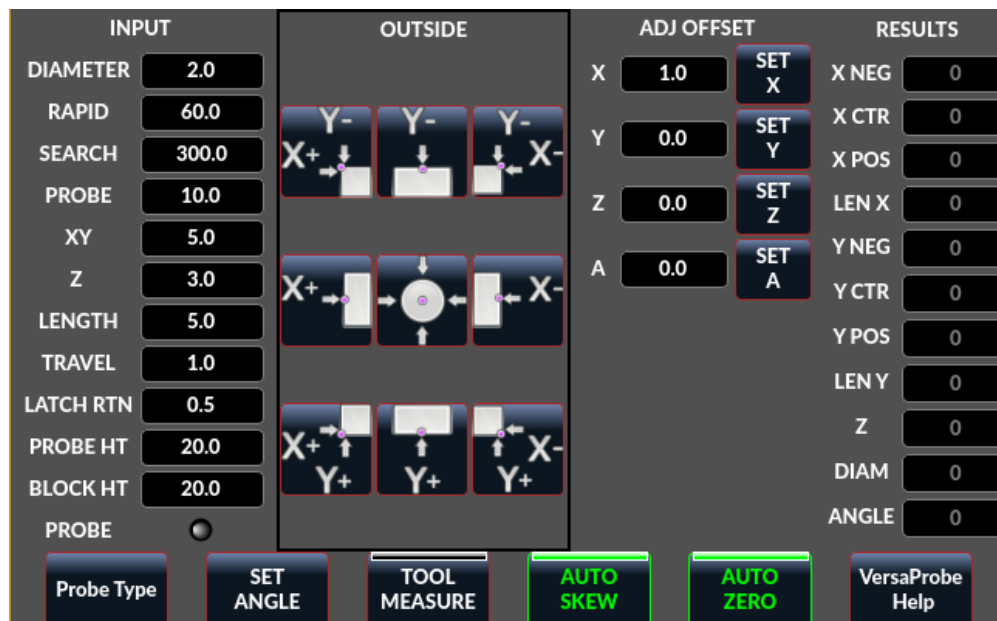 INPUT
DIAMETER 2.0
RAPID 60.0
SEARCH 300.0
PROBE 10.0
XY 5.0
Z 3.0
LENGTH 5.0
TRAVEL 1.0
LATCH RTN 0.5
PROBE HT 20.0
BLOCK HT 20.0
PROBE
OUTSIDE
Y- Y- Y-
X+ X-
X+ X-
X+ X-
Y+ Y+ Y+
ADJ OFFSET
X 1.0 SET X
Y 0.0 SET Y
Z 0.0 SET Z
A 0.0 SET A
RESULTS
X NEG 0
X CTR 0
X POS 0
LEN X 0
Y NEG 0
Y CTR 0
Y POS 0
LEN Y 0
Z 0
DIAM 0
ANGLE 0
Probe Type
SET
ANGLE
TOOL
MEASURE
AUTO
SKEW
AUTO
ZERO
VersaProbe
Help